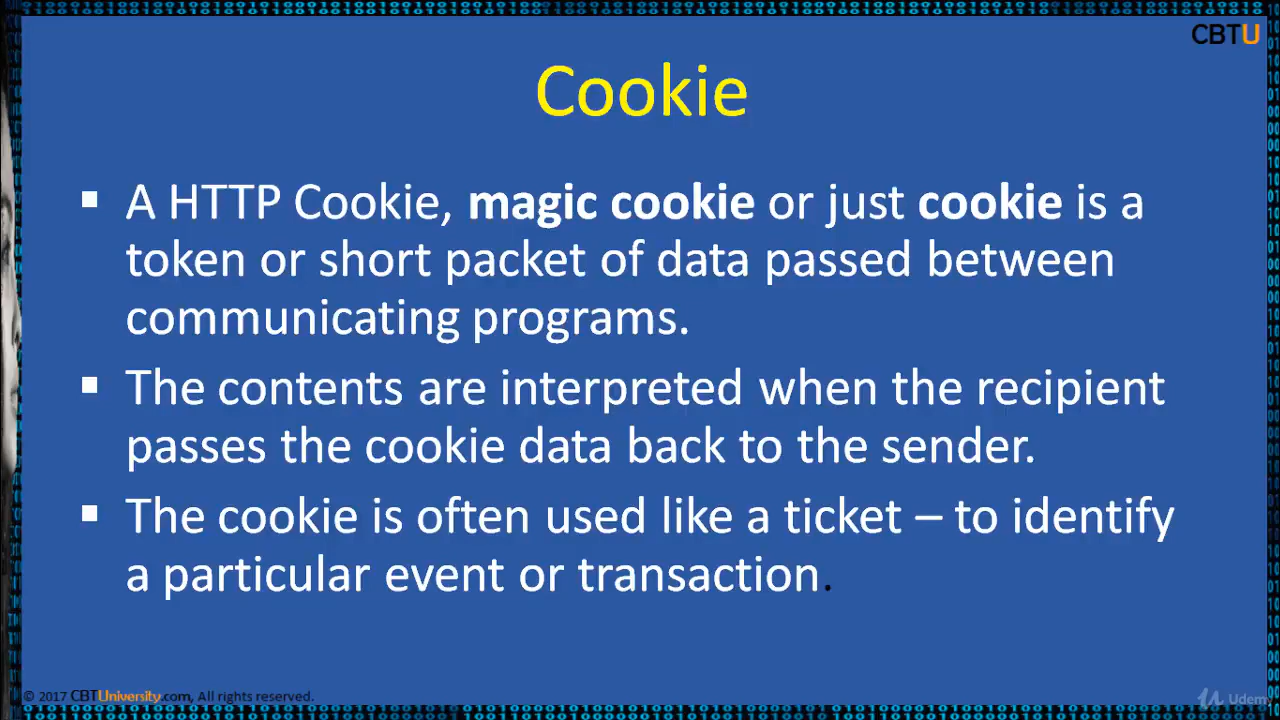 CBTU
Cookie
▪ A HTTP Cookie, magic cookie or just cookie is a
token or short packet of data passed between
communicating programs.
▪ The contents are interpreted when the recipient
passes the cookie data back to the sender.
▪ The cookie is often used like a ticket – to identify
a particular event or transaction.
© 2017 CBTUniversity.com, All rights reserved.
Udemy